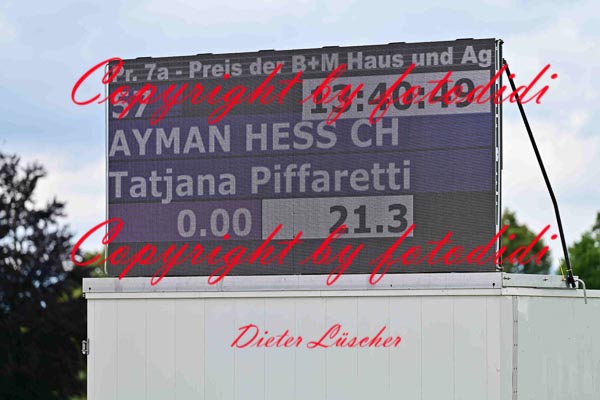 Pr. 7a - Preis der B+M Haus und Ag
Copyright by fotodidi
57 13:40:49
AYMAN HESS CH
Tatjana Piffaretti
0.00 21.3
Copyright by fotodidi
Dieter Lüscher